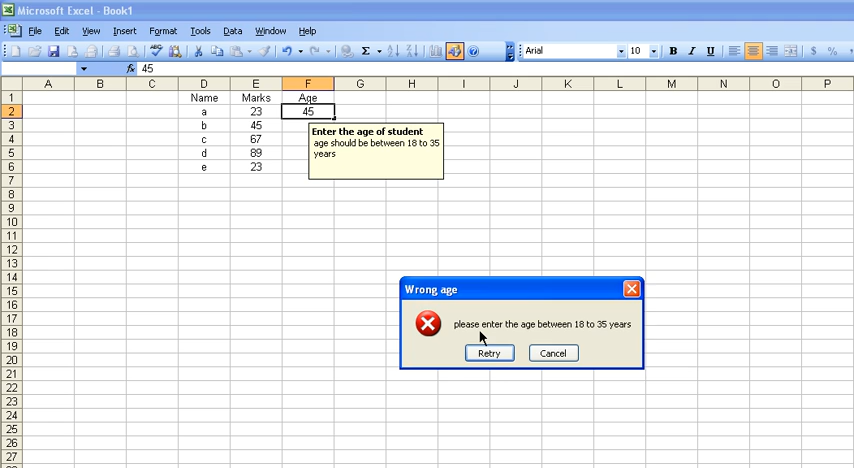 Microsoft Excel - Book1
File Edit View Insert Format Tools Data Window Help
Arial 10 B I U $ %
fx 45
A B C D E F G H I J K L M N O P
1 Name Marks Age
2 a 23 45
3 b 45
4 c 67
5 d 89
6 e 23
Enter the age of student
age should be between 18 to 35
years
7
8
9
10
11
12
13
14
15
16
17
18
19
20
21
22
23
24
25
26
27
Wrong age
please enter the age between 18 to 35 years
Retry Cancel